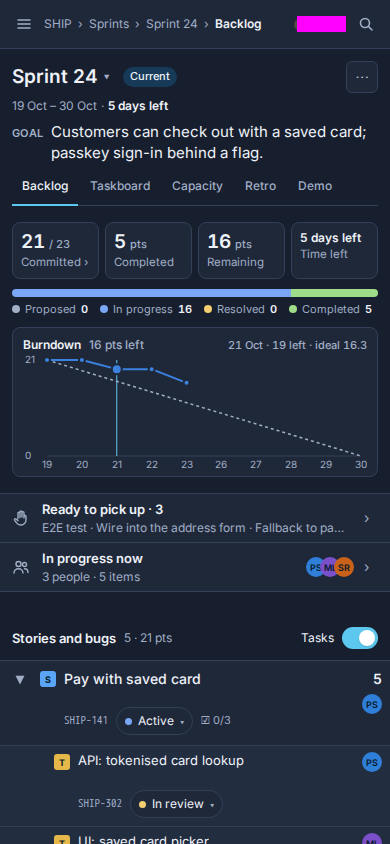 SHIP › Sprints › Sprint 24 › Backlog
Sprint 24 ▾ Current ···
19 Oct – 30 Oct · 5 days left
GOAL Customers can check out with a saved card;
passkey sign-in behind a flag.
Backlog Taskboard Capacity Retro Demo
21 / 23 5 pts 16 pts 5 days left
Committed › Completed Remaining Time left
Proposed 0 In progress 16 Resolved 0 Completed 5
Burndown 16 pts left 21 Oct · 19 left · ideal 16.3
21
0
19 20 21 22 23 26 27 28 29 30
Ready to pick up · 3
E2E test · Wire into the address form · Fallback to pa… ›
In progress now
3 people · 5 items PS ML SR ›
Stories and bugs 5 · 21 pts Tasks
▼ S Pay with saved card 5
PS
SHIP-141 Active ▾ ☑ 0/3
T API: tokenised card lookup PS
SHIP-302 In review ▾
T UI: saved card picker ML